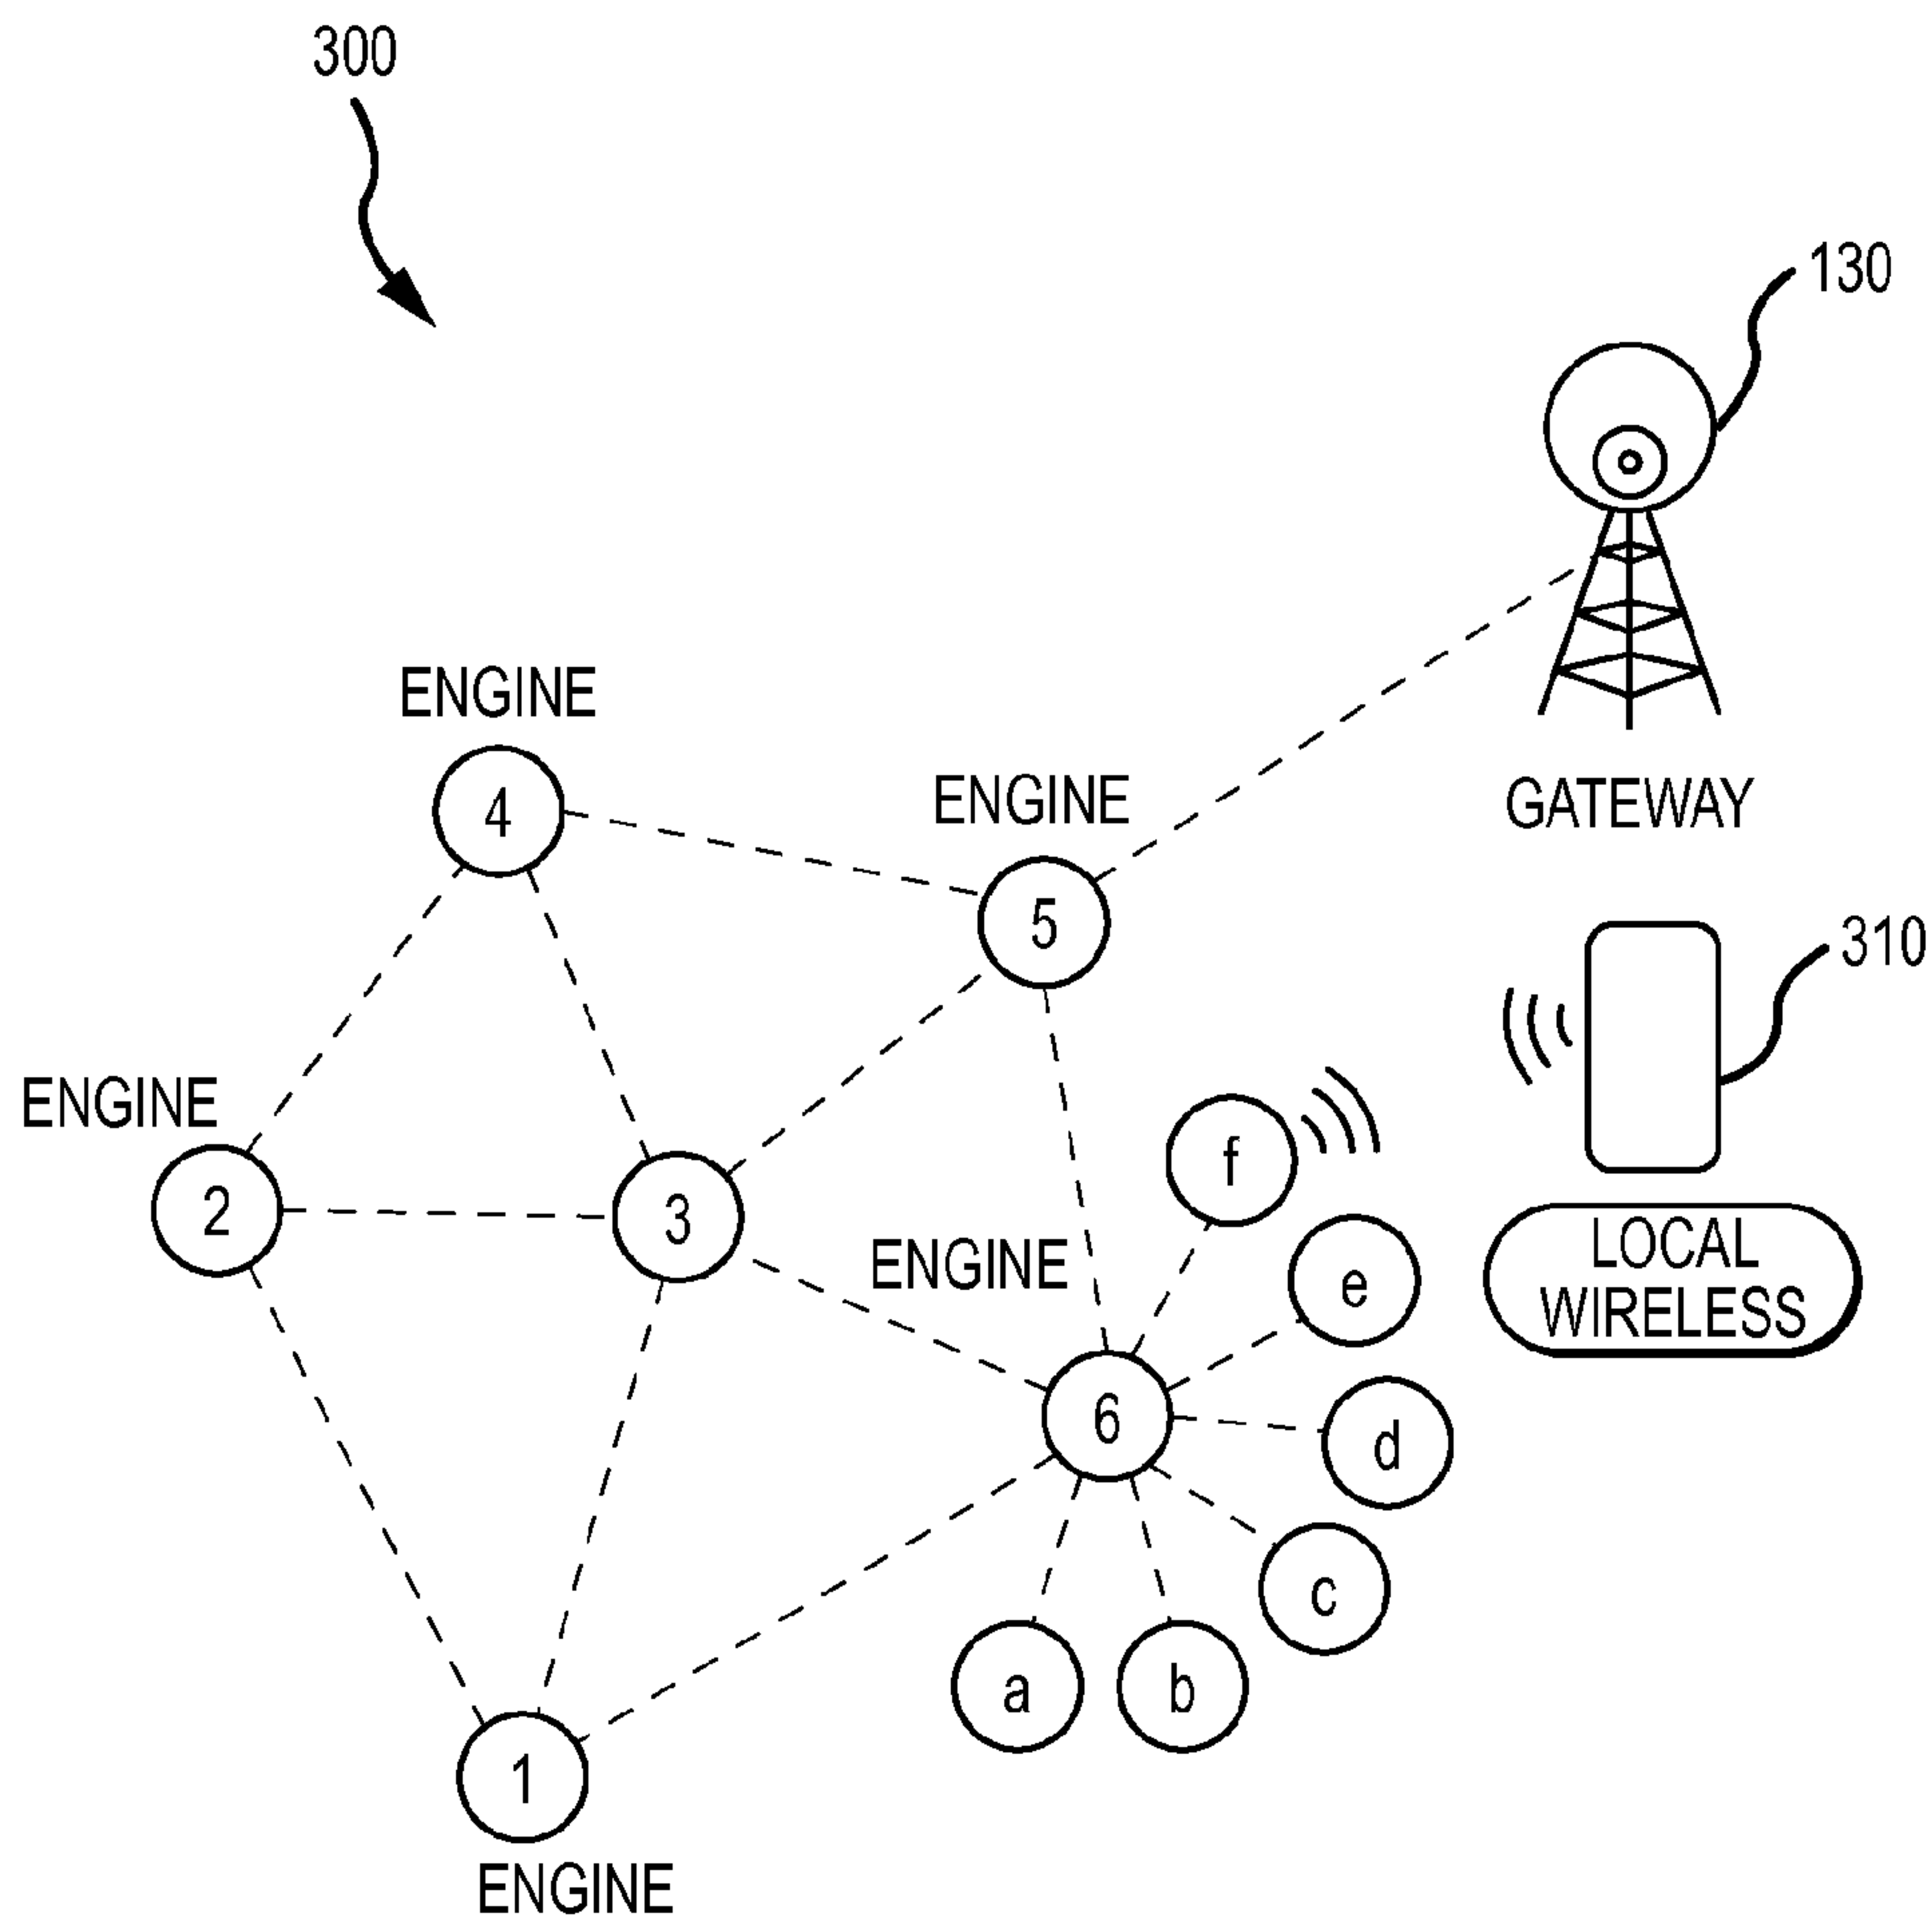 300
130
ENGINE
4
ENGINE
GATEWAY
5
310
ENGINE
f
2
3
ENGINE
LOCAL
WIRELESS
e
6
d
c
a
b
1
ENGINE